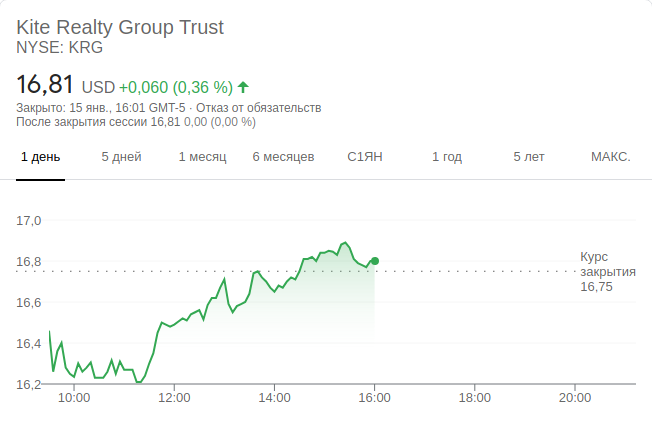 Kite Realty Group Trust
NYSE: KRG
16,81 USD +0,060 (0,36 %)
Закрыто: 15 янв., 16:01 GMT-5 · Отказ от обязательств
После закрытия сессии 16,81 0,00 (0,00 %)
1 день 5 дней 1 месяц 6 месяцев С1ЯН 1 год 5 лет МАКС.
17,0
16,8
16,6
16,4
16,2
Курс
закрытия
16,75
10:00 12:00 14:00 16:00 18:00 20:00